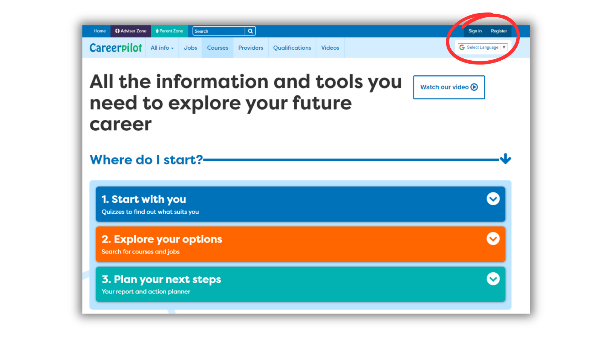 Home Adviser Zone Parent Zone Search Sign in Register
Careerpilot All info Jobs Courses Providers Qualifications Videos
G Select Language
All the information and tools you
need to explore your future
career
Watch our video
Where do I start?
1. Start with you
Quizzes to find out what suits you
2. Explore your options
Search for courses and jobs
3. Plan your next steps
Your report and action planner